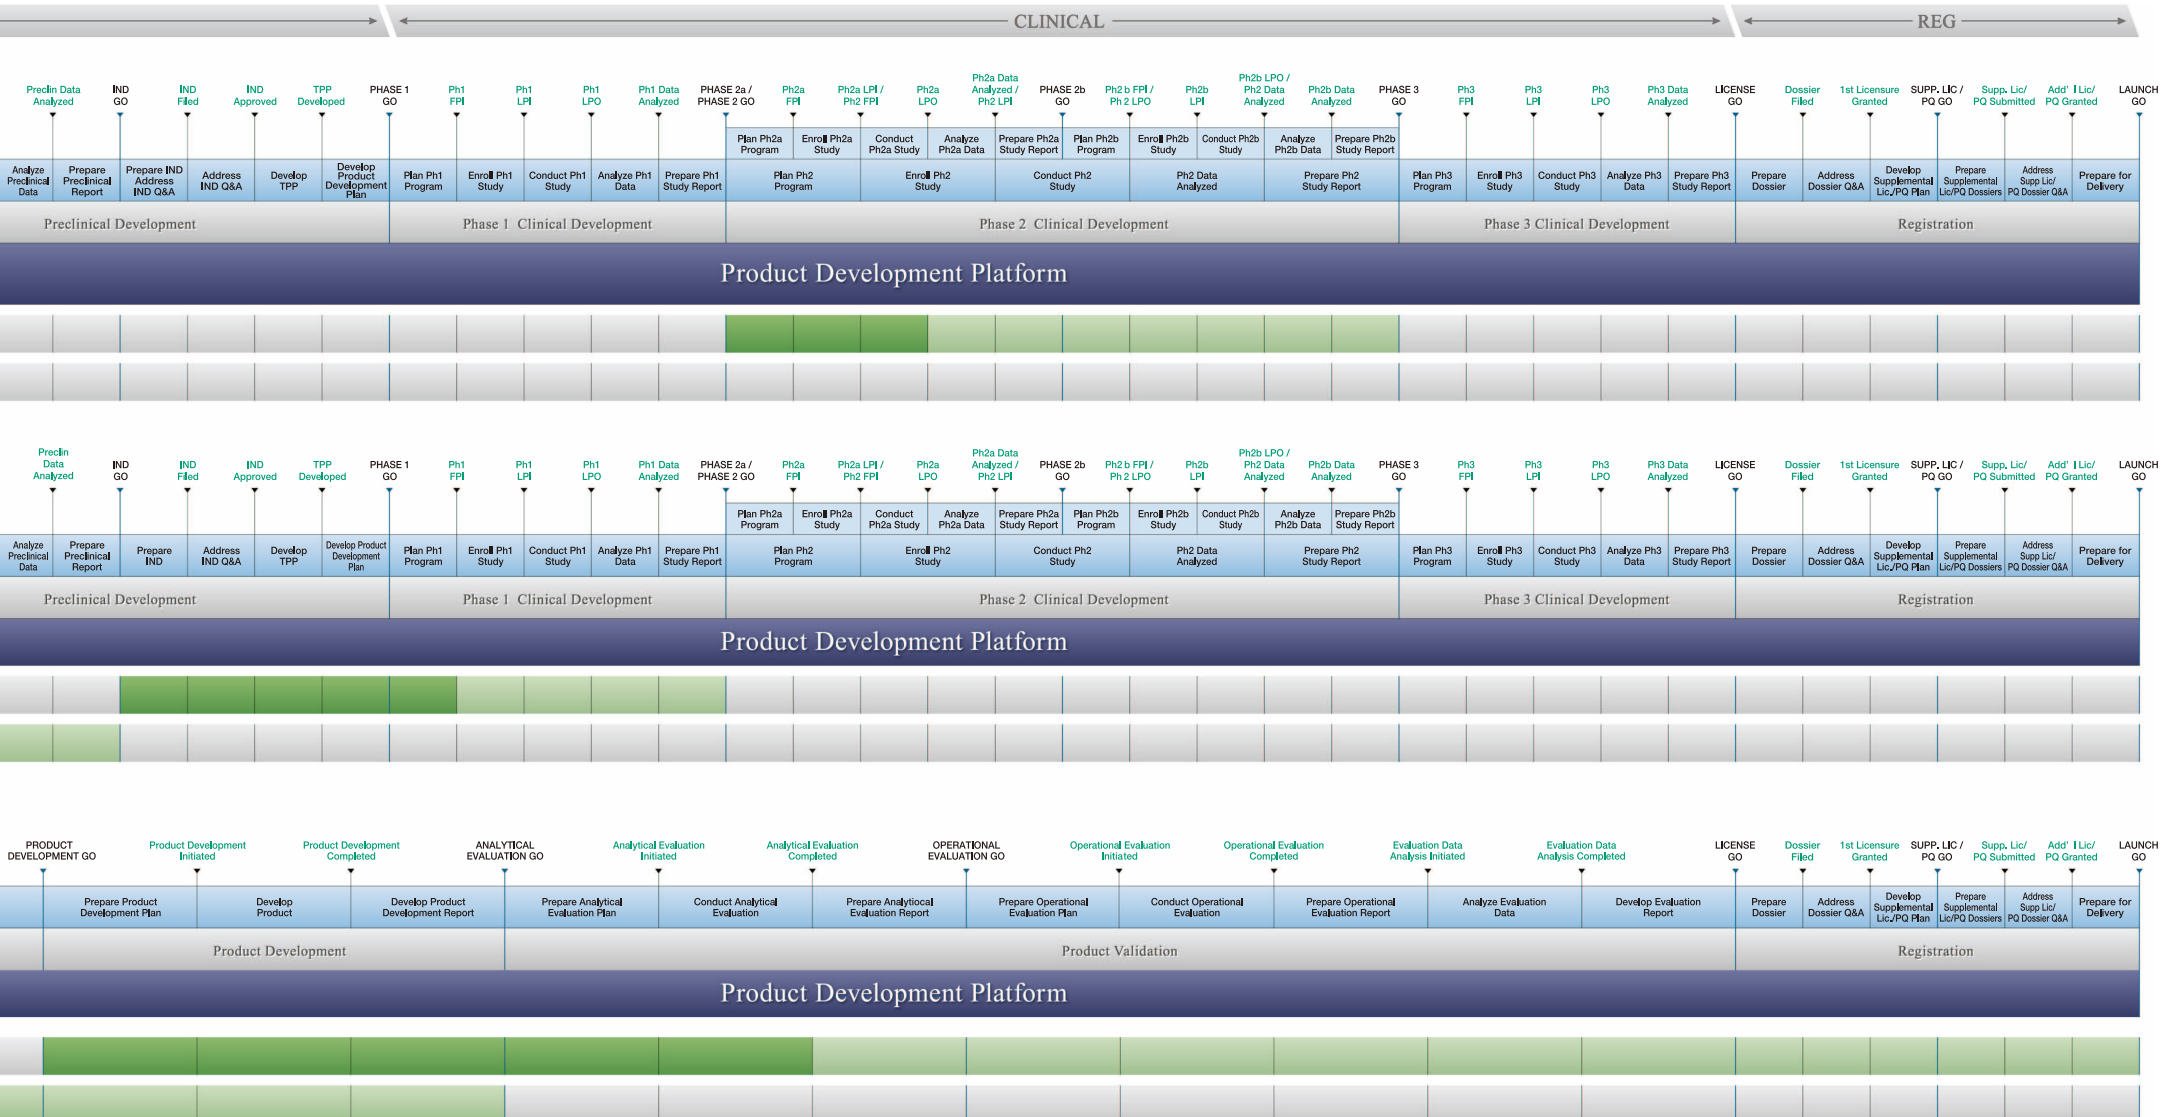 CLINICAL
REG
Preclin Data
Analyzed
IND
GO
IND
Filed
IND
Approved
TPP
Developed
PHASE 1
GO
Ph1
FPI
Ph1
LPI
Ph1
LPO
Ph1 Data
Analyzed
PHASE 2a /
PHASE 2 GO
Ph2a
FPI
Ph2a LPI /
Ph2 FPI
Ph2a
LPO
Ph2a Data
Analyzed /
Ph2 LPI
PHASE 2b
GO
Ph2 b FPI /
Ph 2 LPO
Ph2b
LPI
Ph2b LPO /
Ph2 Data
Analyzed
Ph2b Data
Analyzed
PHASE 3
GO
Ph3
FPI
Ph3
LPI
Ph3
LPO
Ph3 Data
Analyzed
LICENSE
GO
Dossier
Filed
1st Licensure
Granted
SUPP. LIC /
PQ GO
Supp. Lic/
PQ Submitted
Add' l Lic/
PQ Granted
LAUNCH
GO
Plan Ph2a
Program
Enroll Ph2a
Study
Conduct
Ph2a Study
Analyze
Ph2a Data
Prepare Ph2a
Study Report
Plan Ph2b
Program
Enroll Ph2b
Study
Conduct Ph2b
Study
Analyze
Ph2b Data
Prepare Ph2b
Study Report
Analyze
Preclinical
Data
Prepare
Preclinical
Report
Prepare IND
Address
IND Q&A
Address
IND Q&A
Develop
TPP
Develop
Product
Development
Plan
Plan Ph1
Program
Enroll Ph1
Study
Conduct Ph1
Study
Analyze Ph1
Data
Prepare Ph1
Study Report
Plan Ph2
Program
Enroll Ph2
Study
Conduct Ph2
Study
Ph2 Data
Analyzed
Prepare Ph2
Study Report
Plan Ph3
Program
Enroll Ph3
Study
Conduct Ph3
Study
Analyze Ph3
Data
Prepare Ph3
Study Report
Prepare
Dossier
Address
Dossier Q&A
Develop
Supplemental
Lic./PQ Plan
Prepare
Supplemental
Lic/PQ Dossiers
Address
Supp Lic/
PQ Dossier Q&A
Prepare for
Delivery
Preclinical Development
Phase 1 Clinical Development
Phase 2 Clinical Development
Phase 3 Clinical Development
Registration
Product Development Platform
Preclin
Data
Analyzed
IND
GO
IND
Filed
IND
Approved
TPP
Developed
PHASE 1
GO
Ph1
FPI
Ph1
LPI
Ph1
LPO
Ph1 Data
Analyzed
PHASE 2a /
PHASE 2 GO
Ph2a
FPI
Ph2a LPI /
Ph2 FPI
Ph2a
LPO
Ph2a Data
Analyzed /
Ph2 LPI
PHASE 2b
GO
Ph2 b FPI /
Ph 2 LPO
Ph2b
LPI
Ph2b LPO /
Ph2 Data
Analyzed
Ph2b Data
Analyzed
PHASE 3
GO
Ph3
FPI
Ph3
LPI
Ph3
LPO
Ph3 Data
Analyzed
LICENSE
GO
Dossier
Filed
1st Licensure
Granted
SUPP. LIC /
PQ GO
Supp. Lic/
PQ Submitted
Add' l Lic/
PQ Granted
LAUNCH
GO
Plan Ph2a
Program
Enroll Ph2a
Study
Conduct
Ph2a Study
Analyze
Ph2a Data
Prepare Ph2a
Study Report
Plan Ph2b
Program
Enroll Ph2b
Study
Conduct Ph2b
Study
Analyze
Ph2b Data
Prepare Ph2b
Study Report
Analyze
Preclinical
Data
Prepare
Preclinical
Report
Prepare
IND
Address
IND Q&A
Develop
TPP
Develop Product
Development
Plan
Plan Ph1
Program
Enroll Ph1
Study
Conduct Ph1
Study
Analyze Ph1
Data
Prepare Ph1
Study Report
Plan Ph2
Program
Enroll Ph2
Study
Conduct Ph2
Study
Ph2 Data
Analyzed
Prepare Ph2
Study Report
Plan Ph3
Program
Enroll Ph3
Study
Conduct Ph3
Study
Analyze Ph3
Data
Prepare Ph3
Study Report
Prepare
Dossier
Address
Dossier Q&A
Develop
Supplemental
Lic./PQ Plan
Prepare
Supplemental
Lic/PQ Dossiers
Address
Supp Lic/
PQ Dossier Q&A
Prepare for
Delivery
Preclinical Development
Phase 1 Clinical Development
Phase 2 Clinical Development
Phase 3 Clinical Development
Registration
Product Development Platform
PRODUCT
DEVELOPMENT GO
Product Development
Initiated
Product Development
Completed
ANALYTICAL
EVALUATION GO
Analytical Evaluation
Initiated
Analytical Evaluation
Completed
OPERATIONAL
EVALUATION GO
Operational Evaluation
Initiated
Operational Evaluation
Completed
Evaluation Data
Analysis Initiated
Evaluation Data
Analysis Completed
LICENSE
GO
Dossier
Filed
1st Licensure
Granted
SUPP. LIC /
PQ GO
Supp. Lic/
PQ Submitted
Add' l Lic/
PQ Granted
LAUNCH
GO
Prepare Product
Development Plan
Develop
Product
Develop Product
Development Report
Prepare Analytical
Evaluation Plan
Conduct Analytical
Evaluation
Prepare Analytiocal
Evaluation Report
Prepare Operational
Evaluation Plan
Conduct Operational
Evaluation
Prepare Operational
Evaluation Report
Analyze Evaluation
Data
Develop Evaluation
Report
Prepare
Dossier
Address
Dossier Q&A
Develop
Supplemental
Lic./PQ Plan
Prepare
Supplemental
Lic/PQ Dossiers
Address
Supp Lic/
PQ Dossier Q&A
Prepare for
Delivery
Product Development
Product Validation
Registration
Product Development Platform